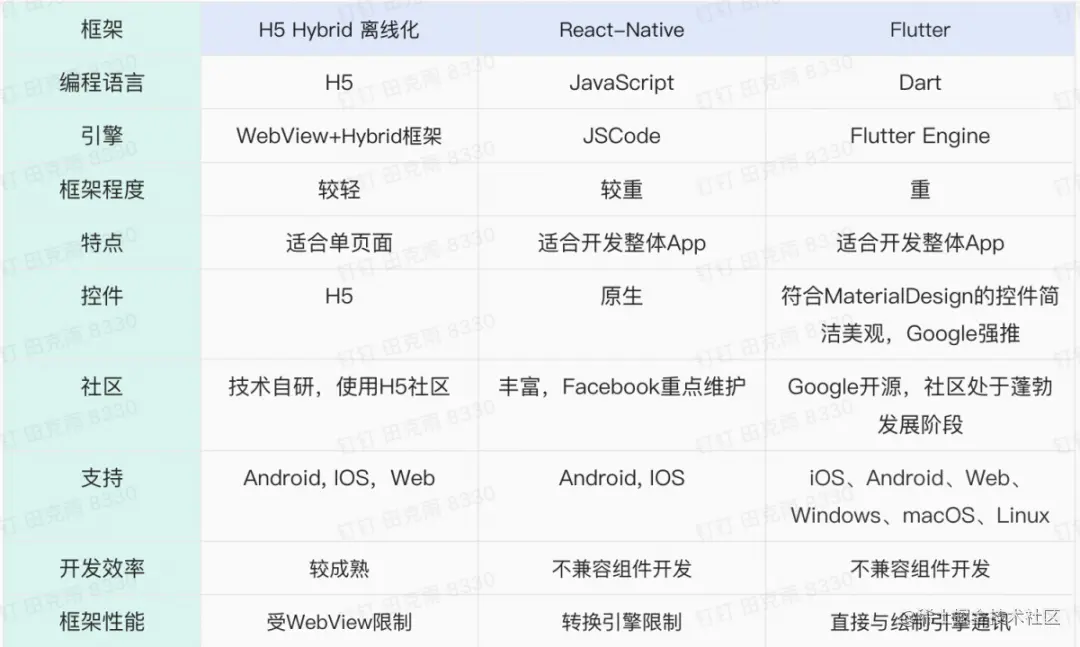 框架 H5 Hybrid 离线化 React-Native Flutter
编程语言 H5 JavaScript Dart
引擎 WebView+Hybrid框架 JSCode Flutter Engine
框架程度 较轻 较重 重
特点 适合单页面 适合开发整体App 适合开发整体App
控件 H5 原生 符合MaterialDesign的控件简
洁美观，Google强推
社区 技术自研，使用H5社区 丰富，Facebook重点维护 Google开源，社区处于蓬勃
发展阶段
支持 Android, IOS，Web Android, IOS iOS、Android、Web、
Windows、macOS、Linux
开发效率 较成熟 不兼容组件开发 不兼容组件开发
框架性能 受WebView限制 转换引擎限制 直接与绘制引擎通讯
@稀土掘金技术社区
钉钉 田克雨 8330